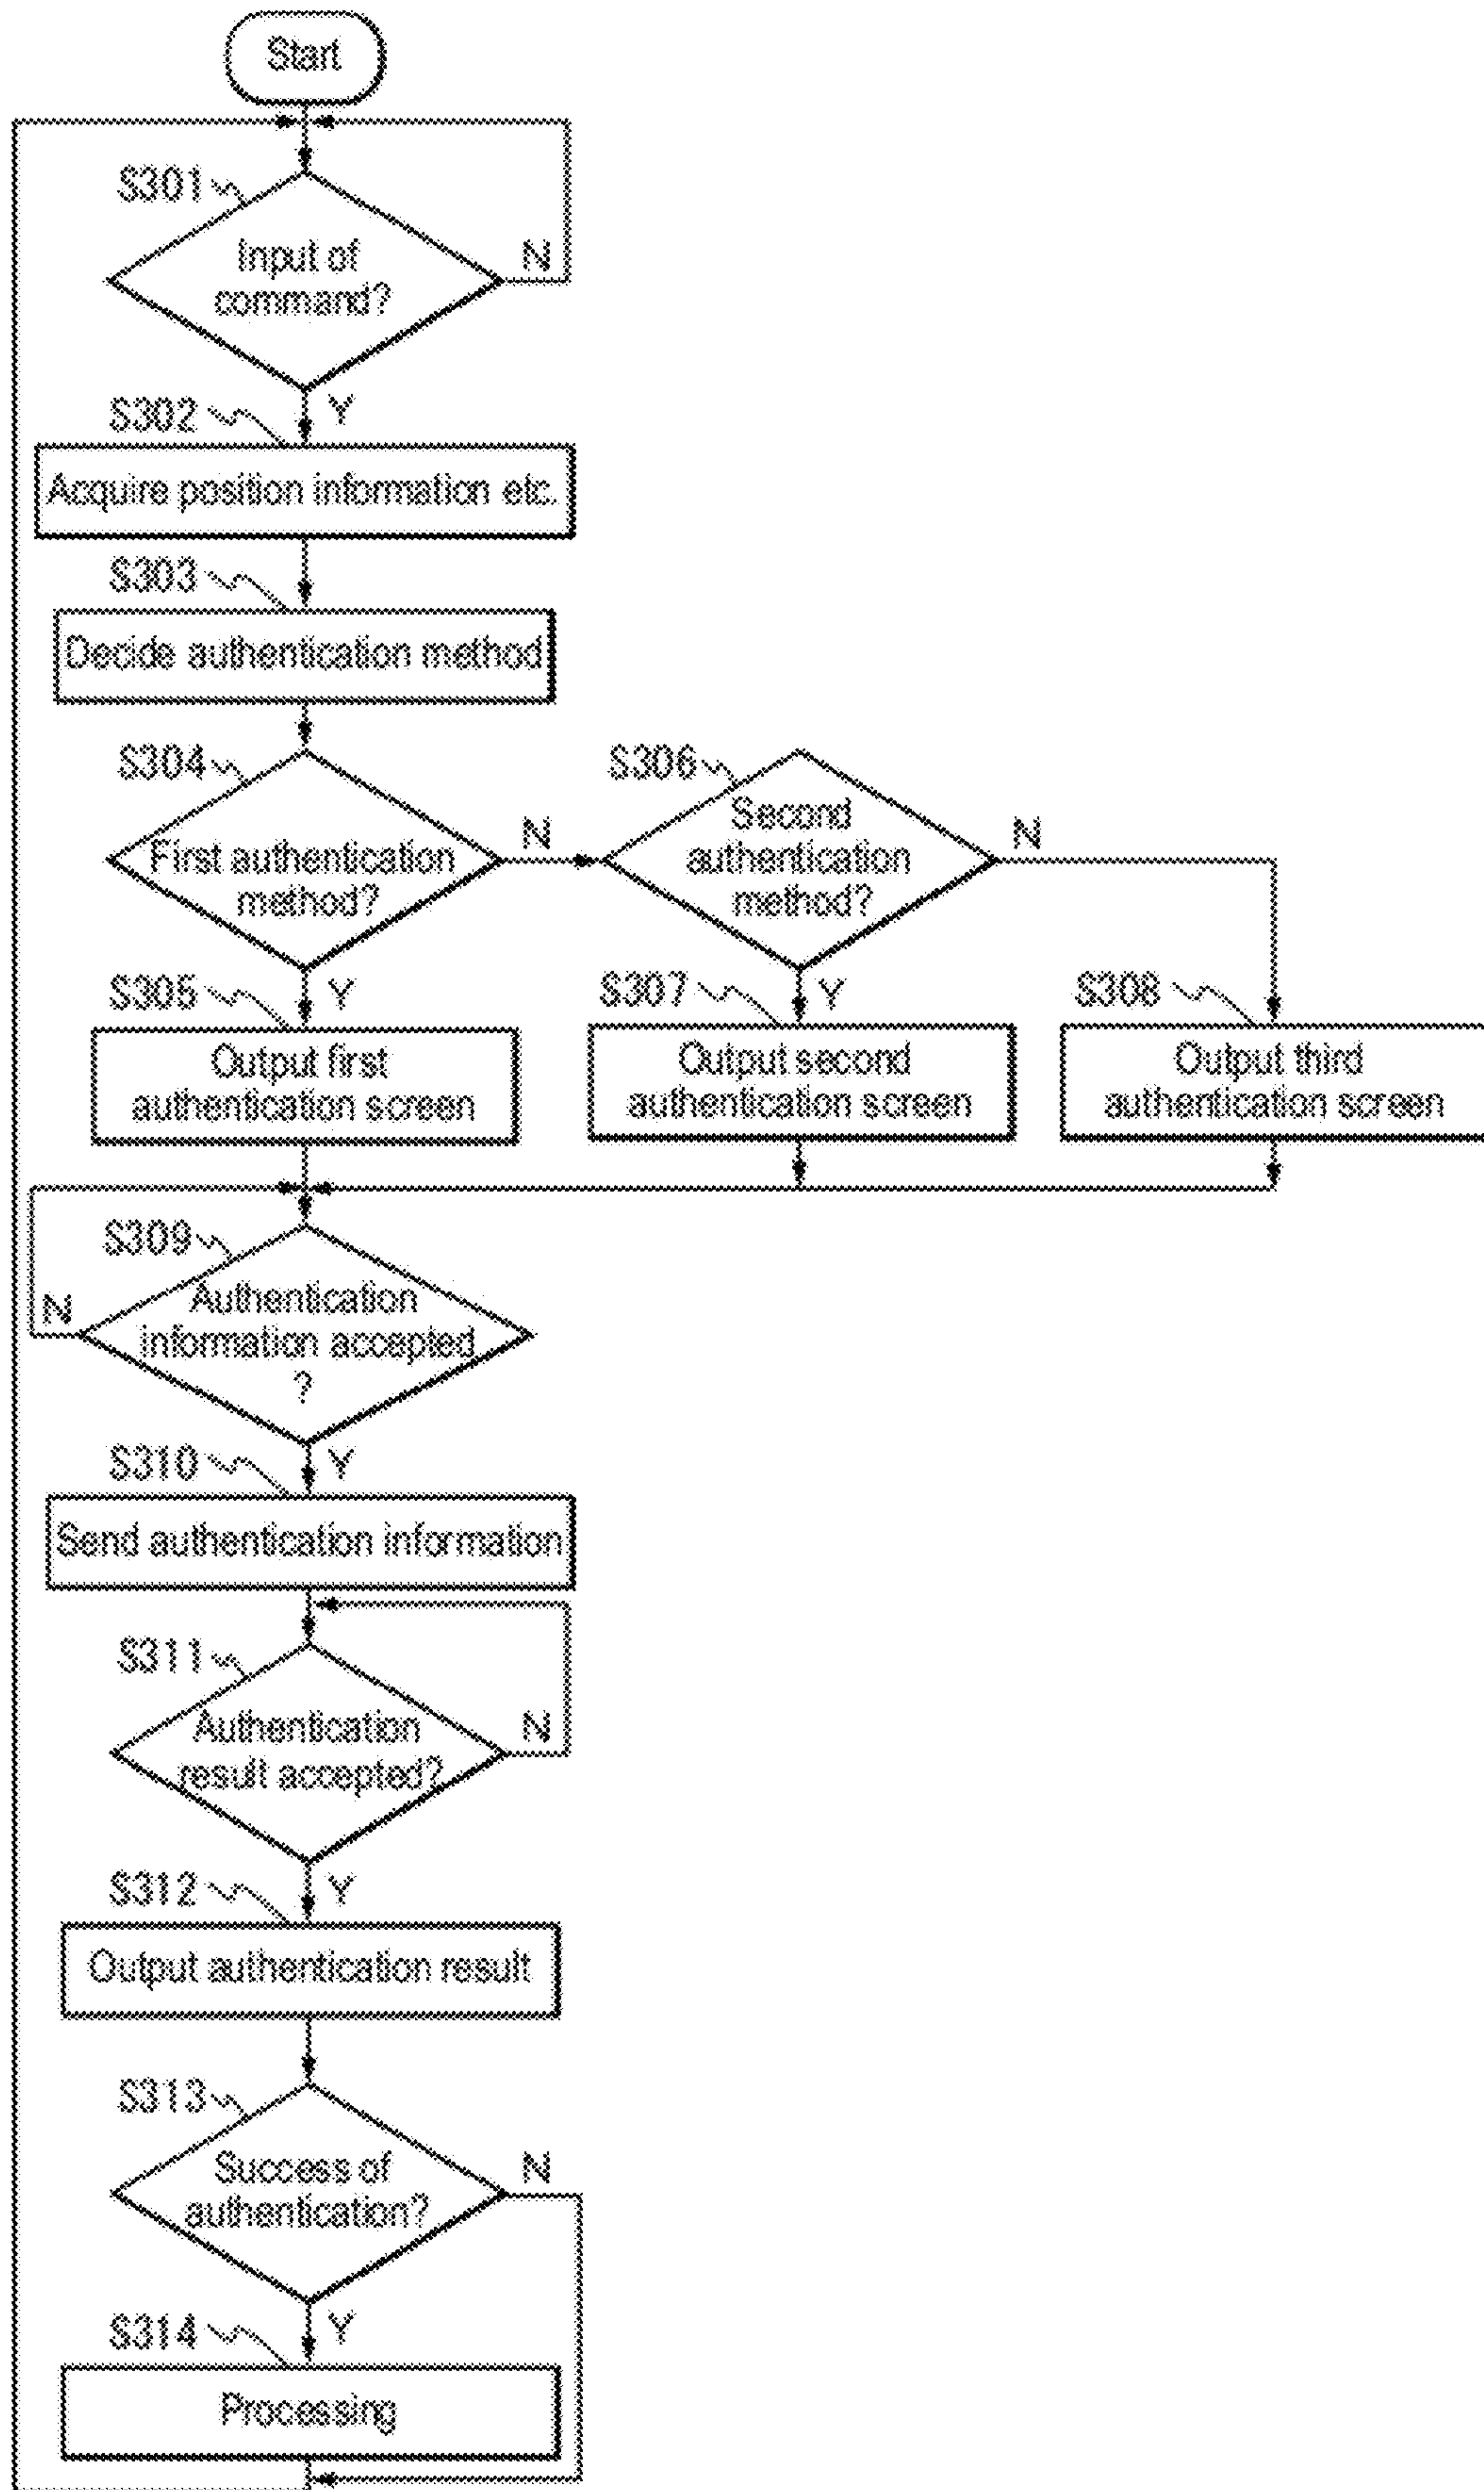 Start
S301
Input of
command?
N
Y
S302
Acquire position information etc.
S303
Decide authentication method
S304
First authentication
method?
N
Y
S306
Second
authentication
method?
N
Y
S305
Output first
authentication screen
S307
Output second
authentication screen
S308
Output third
authentication screen
S309
Authentication
information accepted
?
N
Y
S310
Send authentication information
S311
Authentication
result accepted?
N
Y
S312
Output authentication result
S313
Success of
authentication?
N
Y
S314
Processing